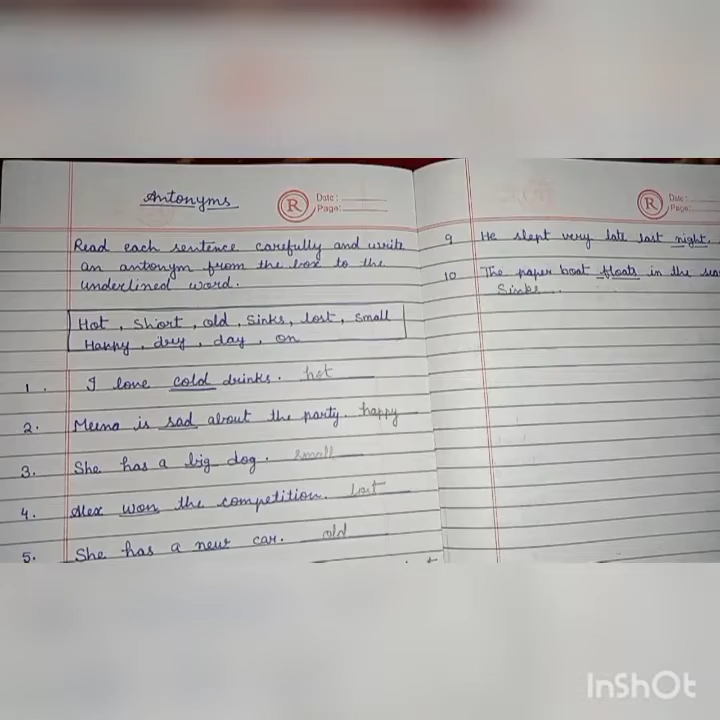 Antonyms
R Date:
Page:
Read each sentence carefully and write
an antonym from the box to the
underlined word.
Hot, Short, old, Sinks, lost, small
Happy, dry, day, on
1. I love cold drinks. hot
2. Meena is sad about the party. happy
3. She has a big dog. small
4. Alex won the competition. Lost
5. She has a new car. old
R Date:
Page:
9 He slept very late last night.
10 The paper boat floats in the
Sinks..
InShOt